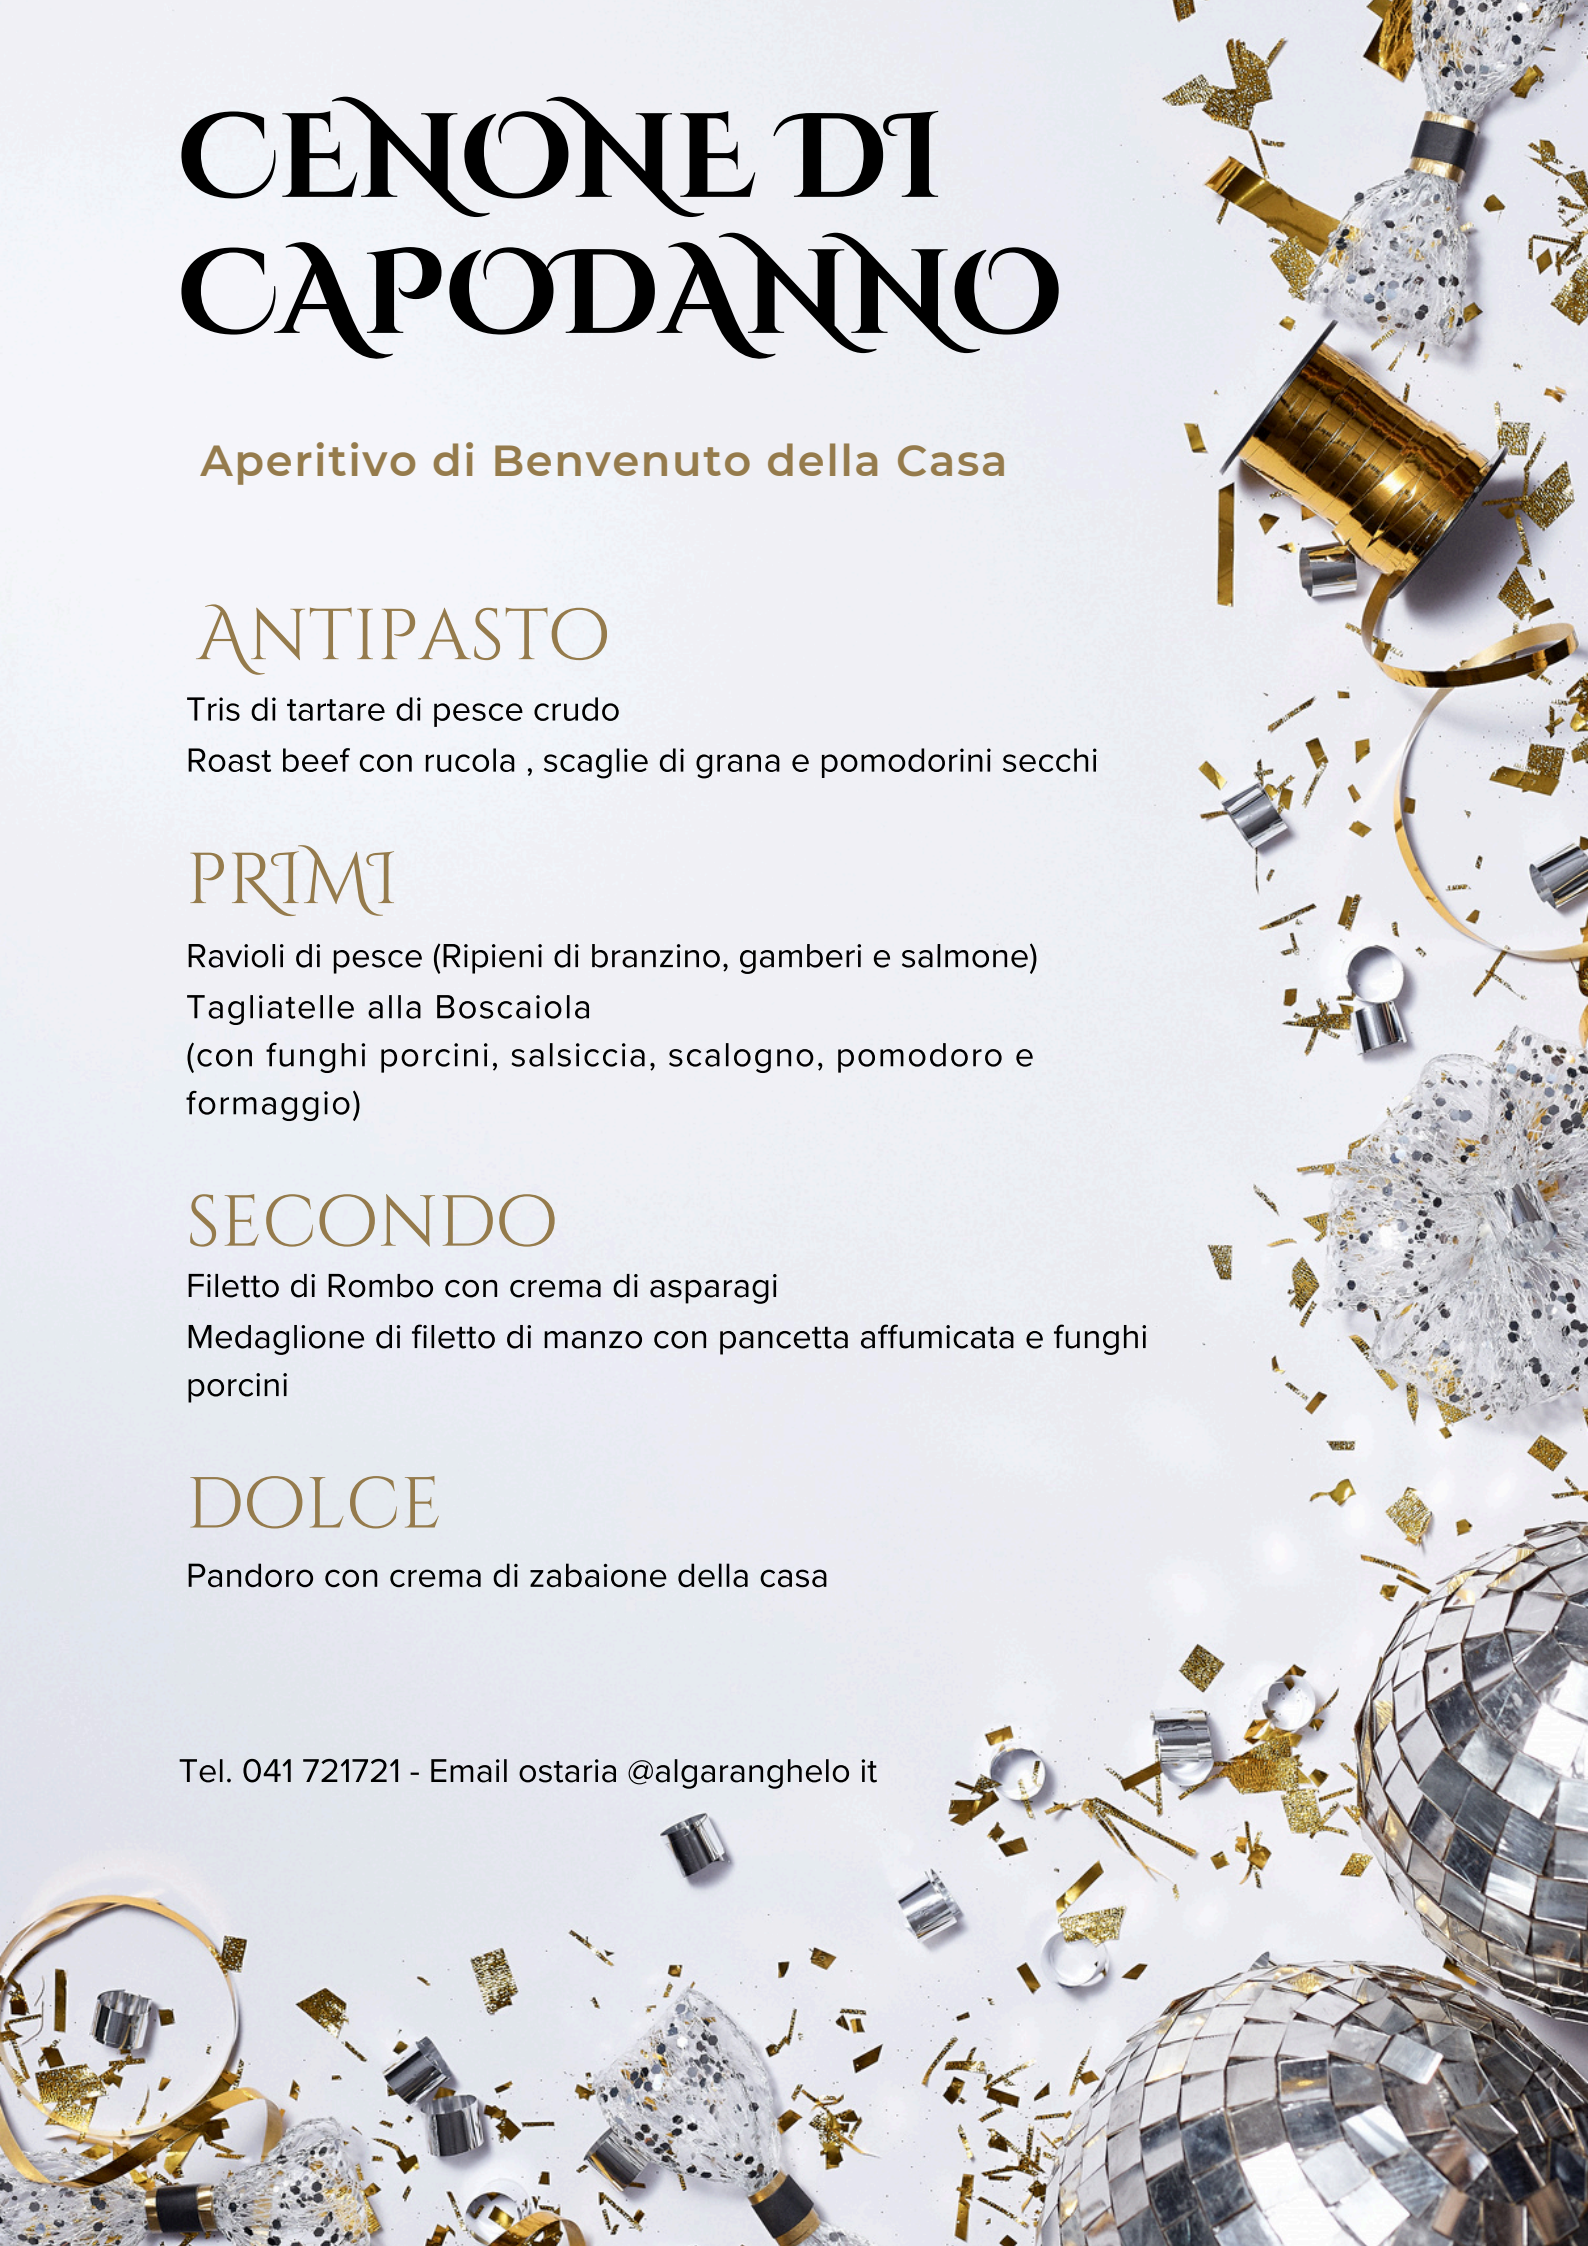 CENONE DI
CAPODANNO
Aperitivo di Benvenuto della Casa
ANTIPASTO
Tris di tartare di pesce crudo
Roast beef con rucola , scaglie di grana e pomodorini secchi
PRIMI
Ravioli di pesce (Ripieni di branzino, gamberi e salmone)
Tagliatelle alla Boscaiola
(con funghi porcini, salsiccia, scalogno, pomodoro e
formaggio)
SECONDO
Filetto di Rombo con crema di asparagi
Medaglione di filetto di manzo con pancetta affumicata e funghi
porcini
DOLCE
Pandoro con crema di zabaione della casa
Tel. 041 721721 - Email ostaria @algaranghelo it